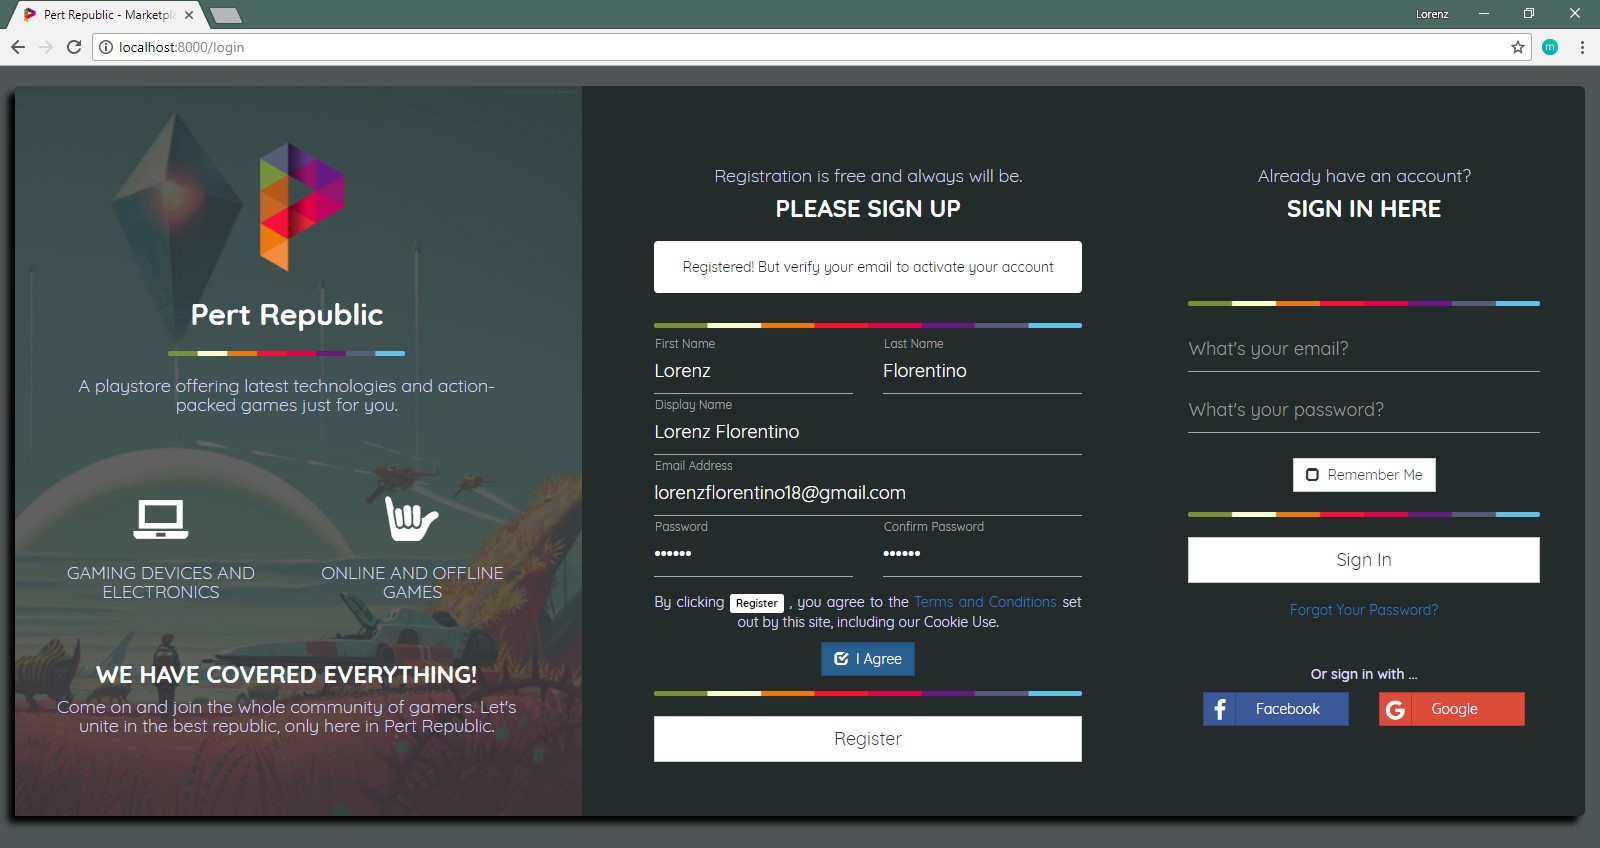 Pert Republic - Marketpl
Lorenz
localhost:8000/login
m
Pert Republic
A playstore offering latest technologies and action-
packed games just for you.
GAMING DEVICES AND
ELECTRONICS
ONLINE AND OFFLINE
GAMES
WE HAVE COVERED EVERYTHING!
Come on and join the whole community of gamers. Let's
unite in the best republic, only here in Pert Republic.
Registration is free and always will be.
PLEASE SIGN UP
Registered! But verify your email to activate your account
First Name
Last Name
Lorenz
Florentino
Display Name
Lorenz Florentino
Email Address
lorenzflorentino18@gmail.com
Password
Confirm Password
••••••
••••••
By clicking Register , you agree to the Terms and Conditions set
out by this site, including our Cookie Use.
I Agree
Register
Already have an account?
SIGN IN HERE
What's your email?
What's your password?
Remember Me
Sign In
Forgot Your Password?
Or sign in with ...
Facebook
Google